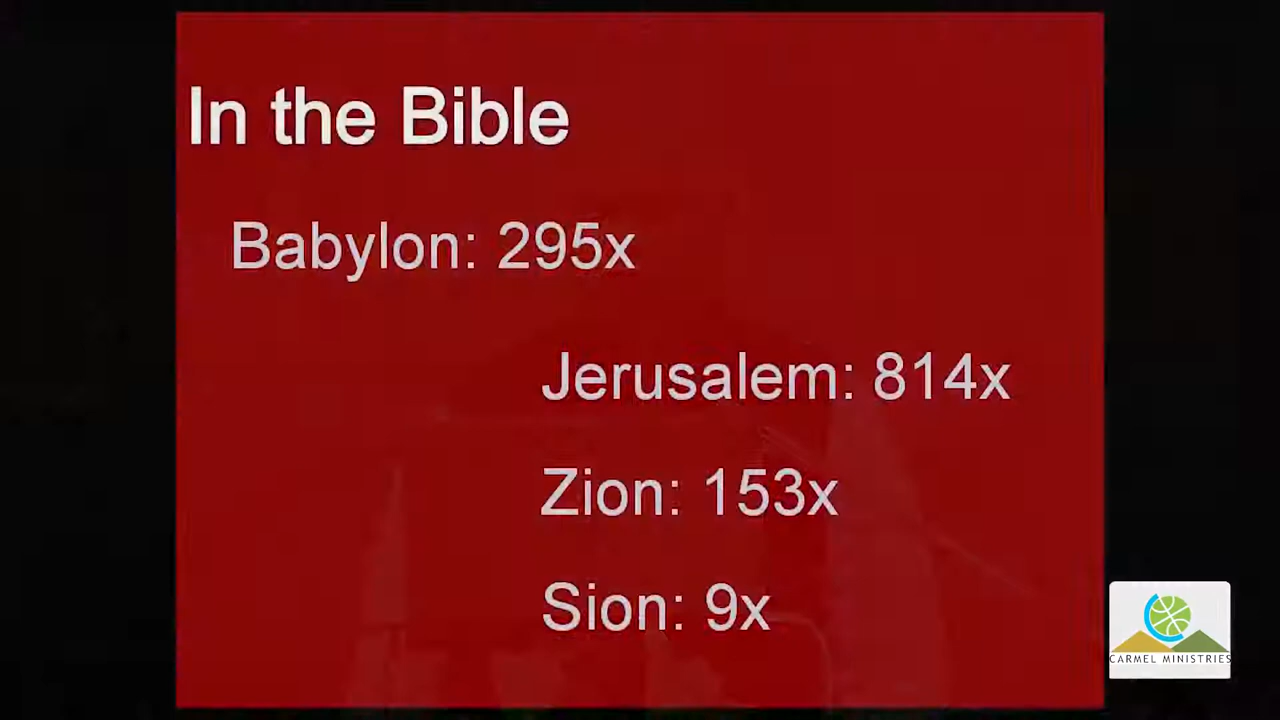 In the Bible
Babylon: 295x
Jerusalem: 814x
Zion: 153x
Sion: 9x
CARMEL MINISTRIES